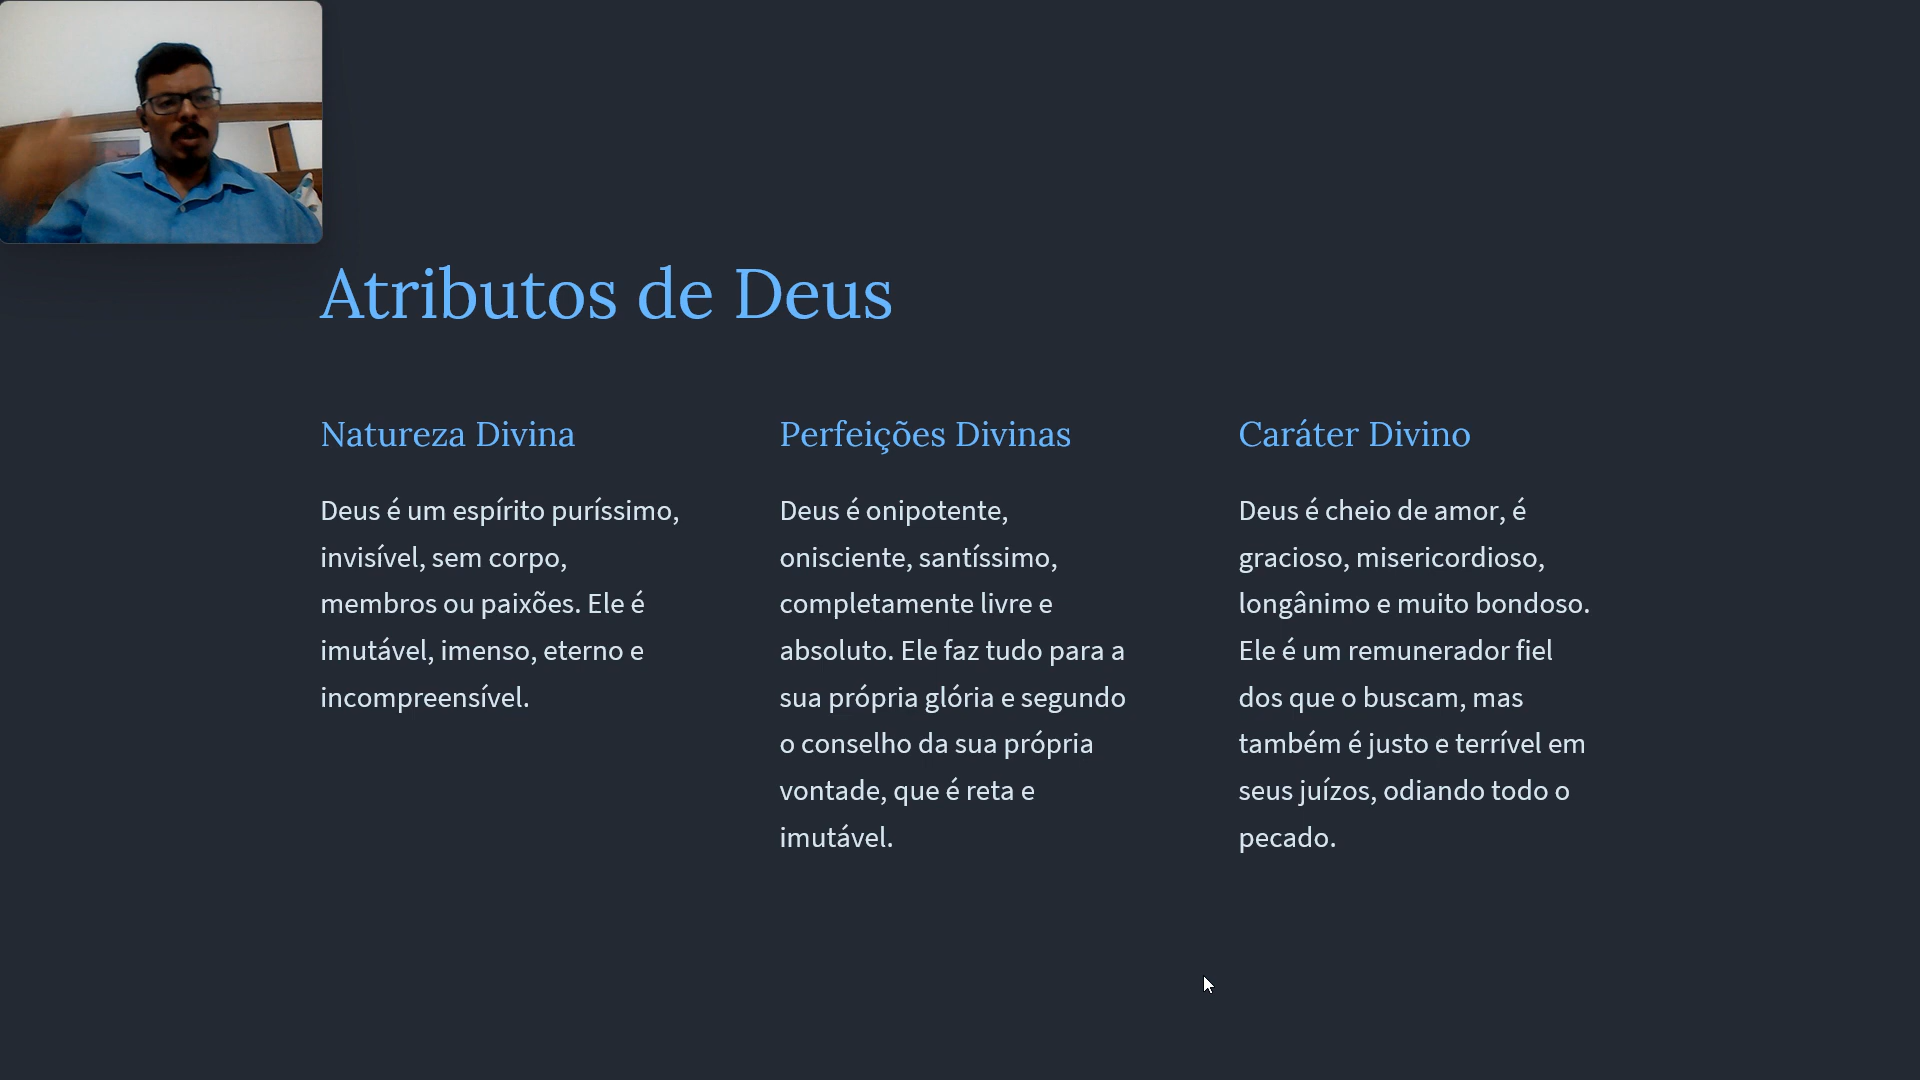 Atributos de Deus
Natureza Divina
Deus é um espírito puríssimo,
invisível, sem corpo,
membros ou paixões. Ele é
imutável, imenso, eterno e
incompreensível.
Perfeições Divinas
Deus é onipotente,
onisciente, santíssimo,
completamente livre e
absoluto. Ele faz tudo para a
sua própria glória e segundo
o conselho da sua própria
vontade, que é reta e
imutável.
Caráter Divino
Deus é cheio de amor, é
gracioso, misericordioso,
longânimo e muito bondoso.
Ele é um remunerador fiel
dos que o buscam, mas
também é justo e terrível em
seus juízos, odiando todo o
pecado.